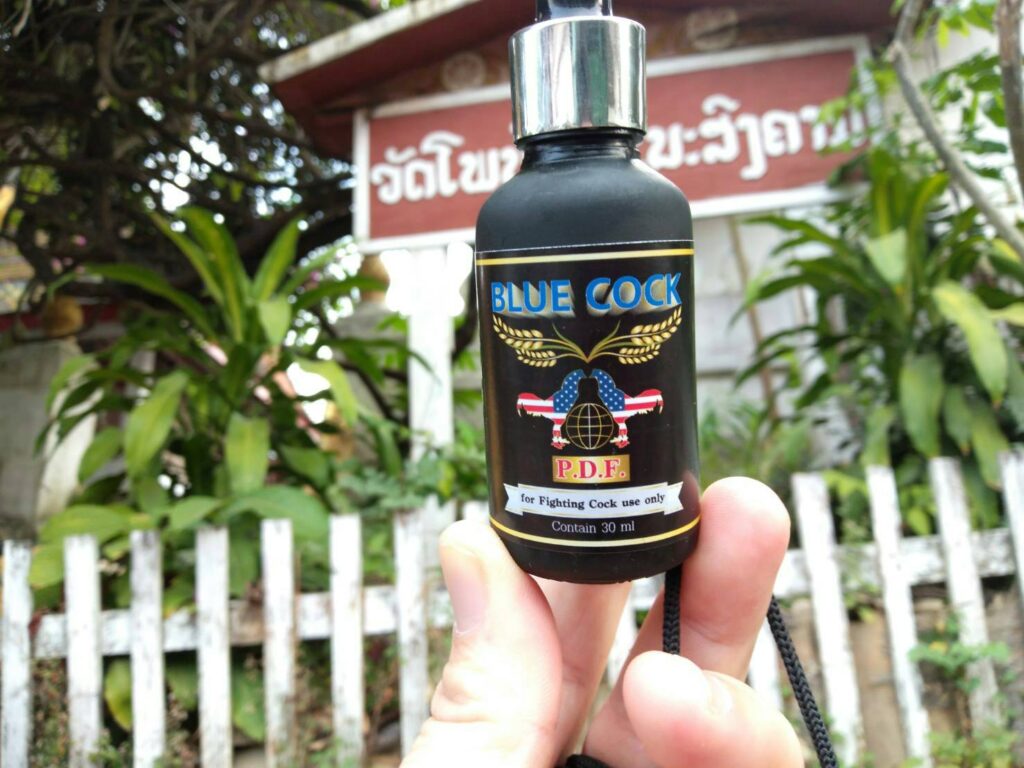 ວັດໂພ
BLUE COCK
P.D.F.
for Fighting Cock use only
Contain 30 ml